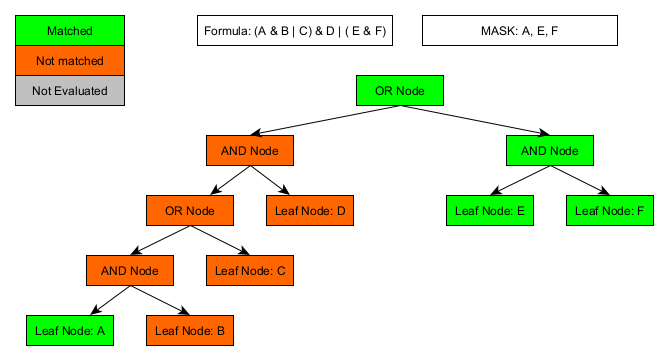 Matched
Not matched
Not Evaluated
Formula: (A & B | C) & D | ( E & F)
MASK: A, E, F
OR Node
AND Node
AND Node
OR Node
Leaf Node: D
Leaf Node: E
Leaf Node: F
AND Node
Leaf Node: C
Leaf Node: A
Leaf Node: B